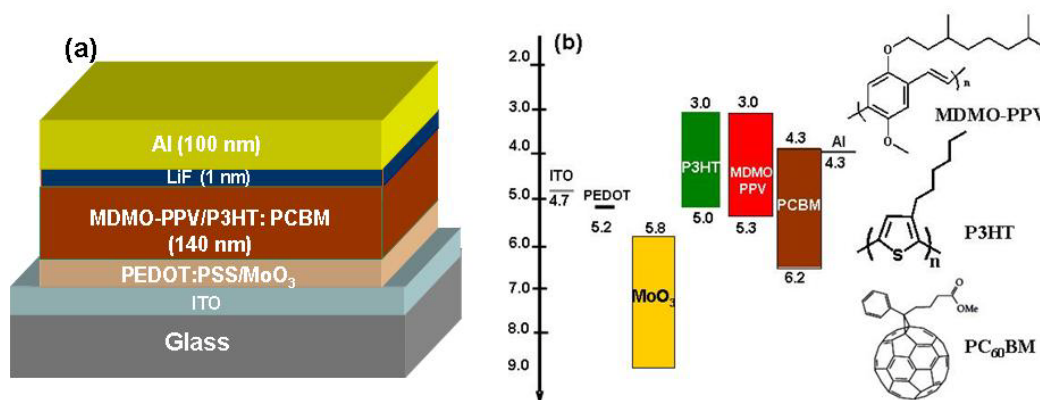 (a)
Al (100 nm)
LiF (1 nm)
MDMO-PPV/P3HT: PCBM
(140 nm)
PEDOT:PSS/MoO₃
ITO
Glass
(b)
2.0
3.0
4.0
5.0
6.0
7.0
8.0
9.0
ITO
4.7
PEDOT
5.2
5.8
MoO₃
3.0
P3HT
5.0
3.0
MDMO
PPV
5.3
4.3
PCBM
6.2
Al
4.3
O
n
O
MDMO-PPV
S
n
P3HT
O
OMe
PC₆₀BM